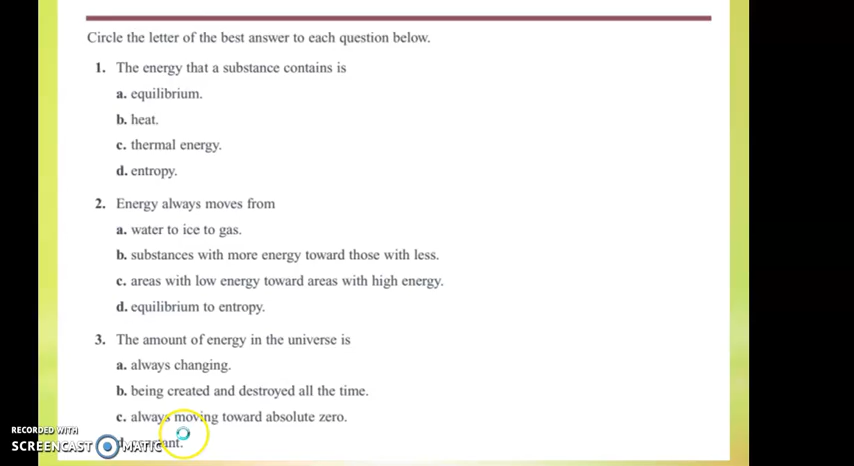 Circle the letter of the best answer to each question below.
1. The energy that a substance contains is
a. equilibrium.
b. heat.
c. thermal energy.
d. entropy.
2. Energy always moves from
a. water to ice to gas.
b. substances with more energy toward those with less.
c. areas with low energy toward areas with high energy.
d. equilibrium to entropy.
3. The amount of energy in the universe is
a. always changing.
b. being created and destroyed all the time.
c. always moving toward absolute zero.
RECORDED WITH
SCREENCAST MATIC